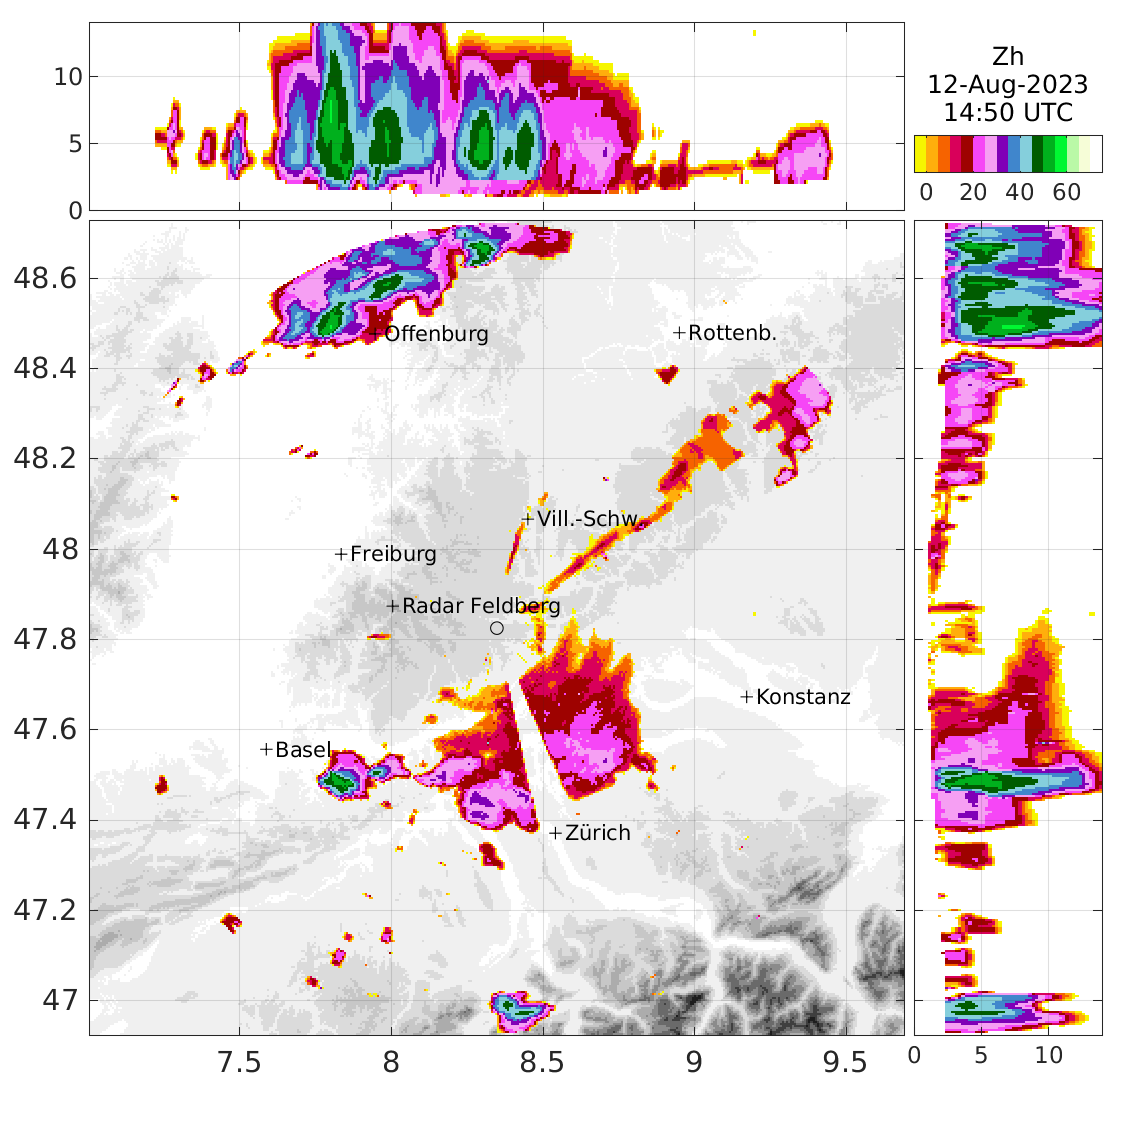 Zh
12-Aug-2023
14:50 UTC
0 20 40 60
10
5
0
48.6
48.4
48.2
48
47.8
47.6
47.4
47.2
47
+Offenburg
+Rottenb.
+Vill.-Schw.
+Freiburg
+Radar Feldberg
+Konstanz
+Basel
+Zürich
7.5 8 8.5 9 9.5
0 5 10